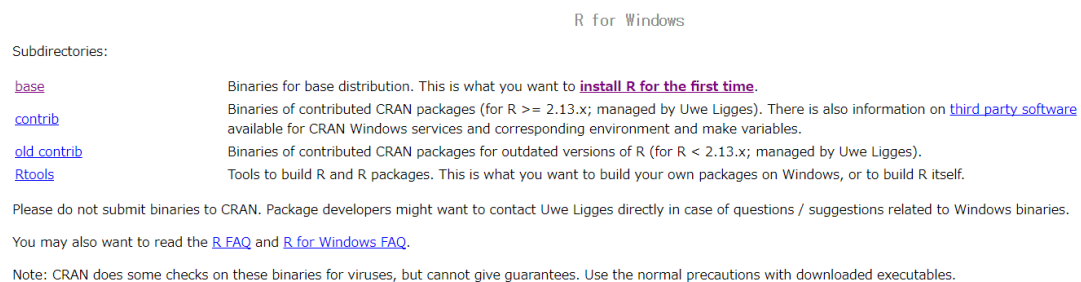 R for Windows
Subdirectories:
base Binaries for base distribution. This is what you want to install R for the first time.
contrib Binaries of contributed CRAN packages (for R >= 2.13.x; managed by Uwe Ligges). There is also information on third party software
available for CRAN Windows services and corresponding environment and make variables.
old contrib Binaries of contributed CRAN packages for outdated versions of R (for R < 2.13.x; managed by Uwe Ligges).
Rtools Tools to build R and R packages. This is what you want to build your own packages on Windows, or to build R itself.
Please do not submit binaries to CRAN. Package developers might want to contact Uwe Ligges directly in case of questions / suggestions related to Windows binaries.
You may also want to read the R FAQ and R for Windows FAQ.
Note: CRAN does some checks on these binaries for viruses, but cannot give guarantees. Use the normal precautions with downloaded executables.